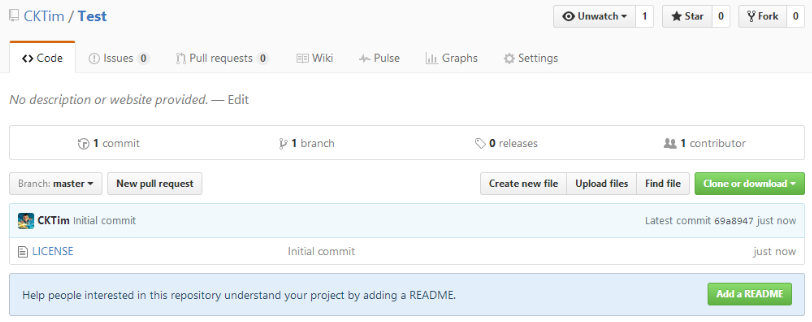 CKTim / Test
Unwatch 1 Star 0 Fork 0
Code Issues 0 Pull requests 0 Wiki Pulse Graphs Settings
No description or website provided. — Edit
1 commit 1 branch 0 releases 1 contributor
Branch: master New pull request Create new file Upload files Find file Clone or download
CKTim Initial commit Latest commit 69a8947 just now
LICENSE Initial commit just now
Help people interested in this repository understand your project by adding a README. Add a README